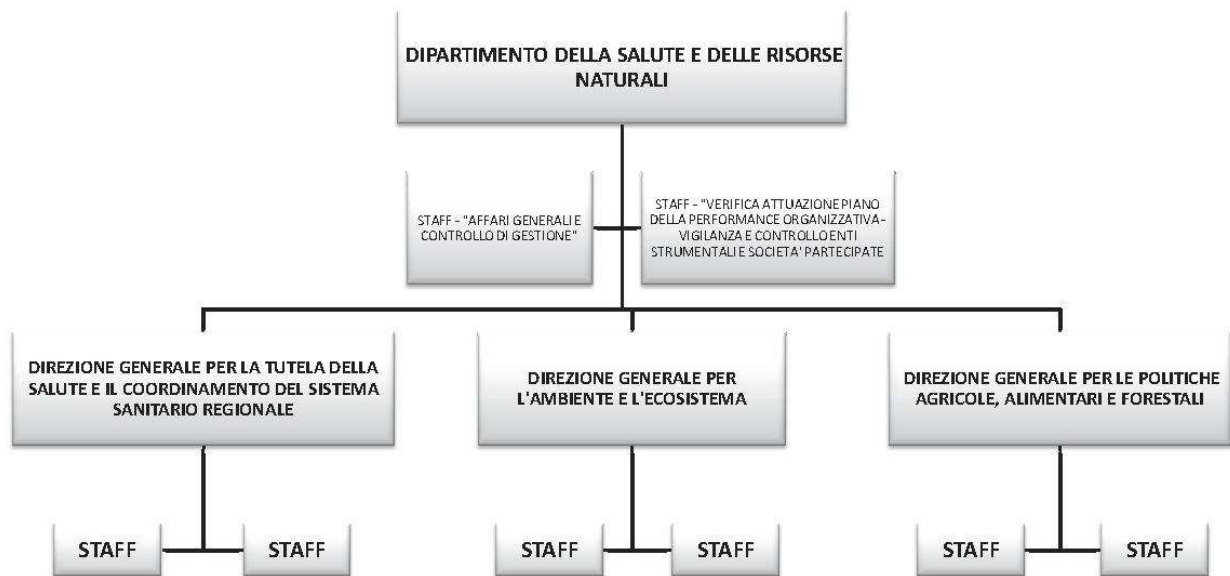 DIPARTIMENTO DELLA SALUTE E DELLE RISORSE
NATURALI
STAFF - "AFFARI GENERALI E
CONTROLLO DI GESTIONE"
STAFF - "VERIFICA ATTUAZIONE PIANO
DELLA PERFORMANCE ORGANIZZATIVA-
VIGILANZA E CONTROLLO ENTI
STRUMENTALI E SOCIETA' PARTECIPATE
DIREZIONE GENERALE PER LA TUTELA DELLA
SALUTE E IL COORDINAMENTO DEL SISTEMA
SANITARIO REGIONALE
DIREZIONE GENERALE PER
L'AMBIENTE E L'ECOSISTEMA
DIREZIONE GENERALE PER LE POLITICHE
AGRICOLE, ALIMENTARI E FORESTALI
STAFF
STAFF
STAFF
STAFF
STAFF
STAFF